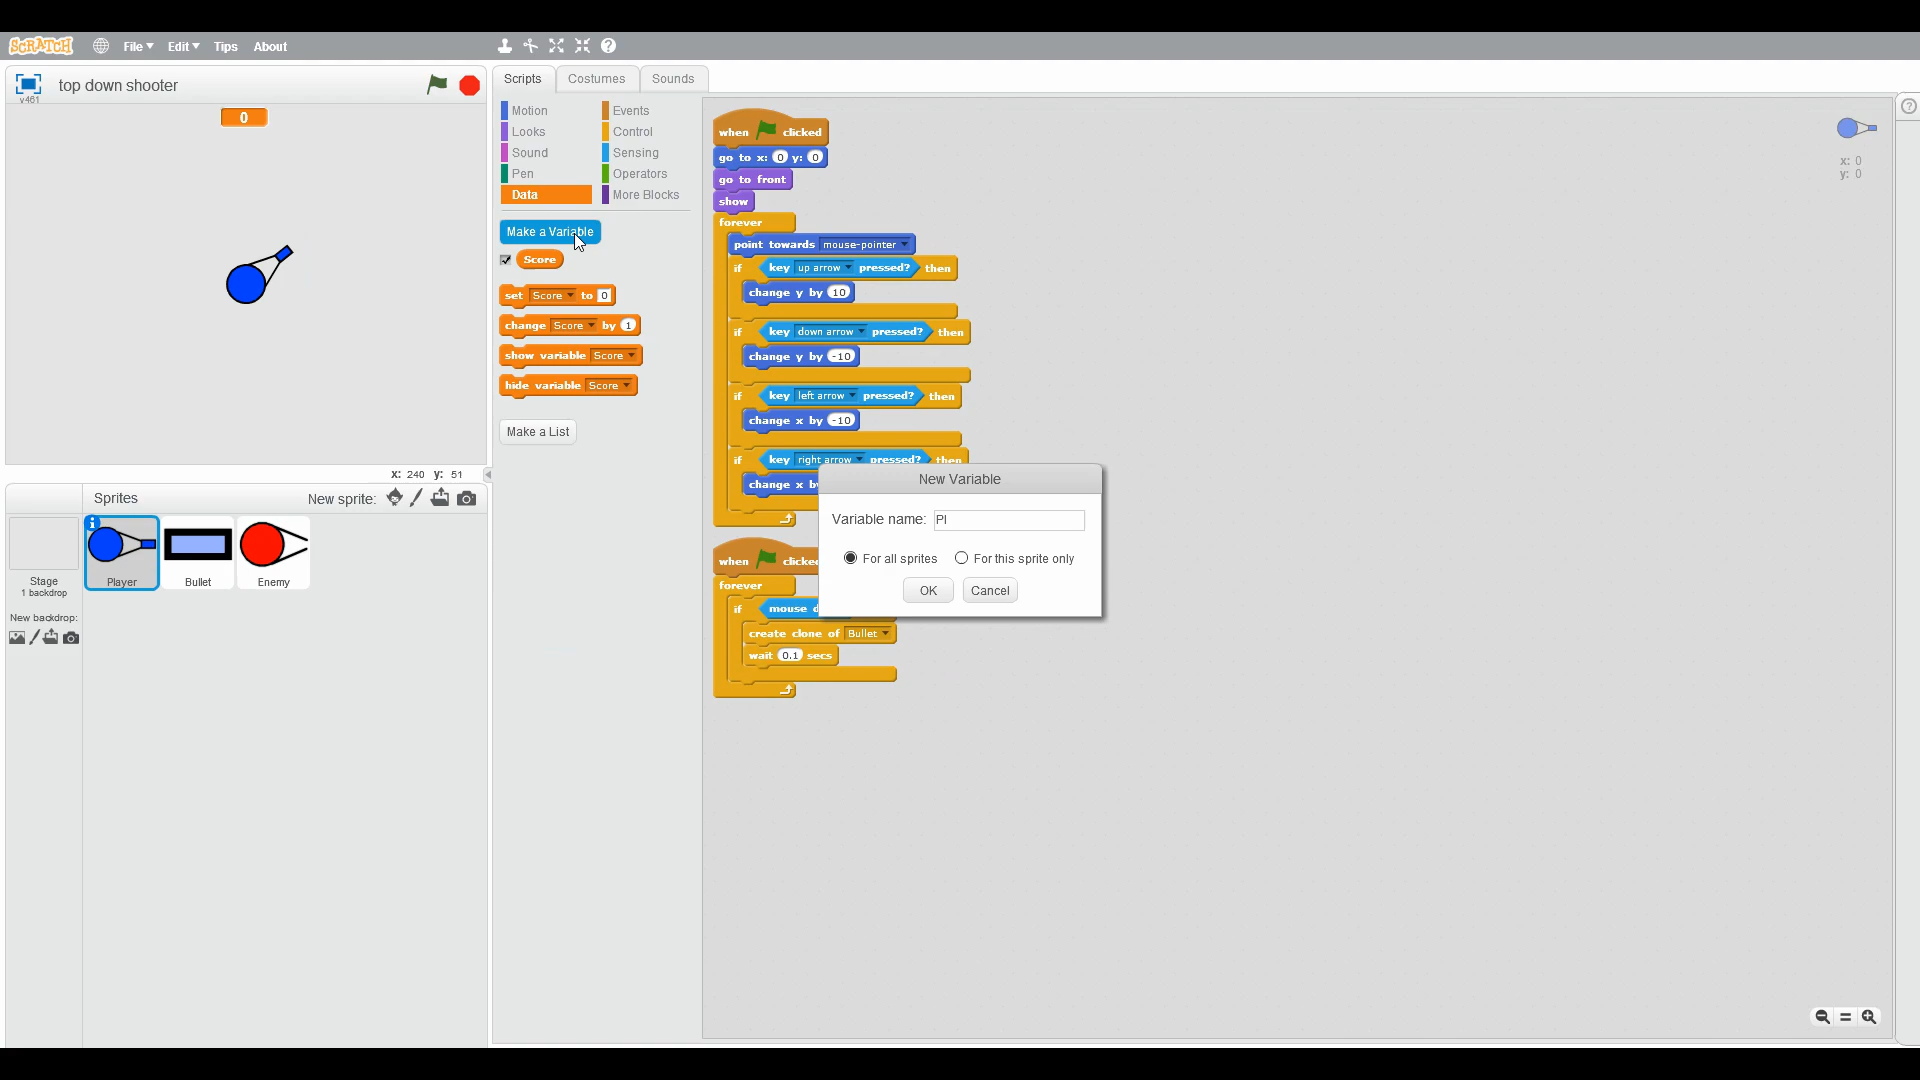 SCRATCH File Edit Tips About
v461
top down shooter
0
x: 240 y: 51
Sprites New sprite:
Stage
1 backdrop
New backdrop:
Player
Bullet
Enemy
Scripts Costumes Sounds
Motion Events
Looks Control
Sound Sensing
Pen Operators
Data More Blocks
Make a Variable
Score
set Score to 0
change Score by 1
show variable Score
hide variable Score
Make a List
when clicked
go to x: 0 y: 0
go to front
show
forever
point towards mouse-pointer
if key up arrow pressed? then
change y by 10
if key down arrow pressed? then
change y by -10
if key left arrow pressed? then
change x by -10
if key right arrow pressed? then
change x by
when clicked
forever
if mouse d
create clone of Bullet
wait 0.1 secs
New Variable
Variable name: Pl
For all sprites For this sprite only
OK Cancel
x: 0
y: 0